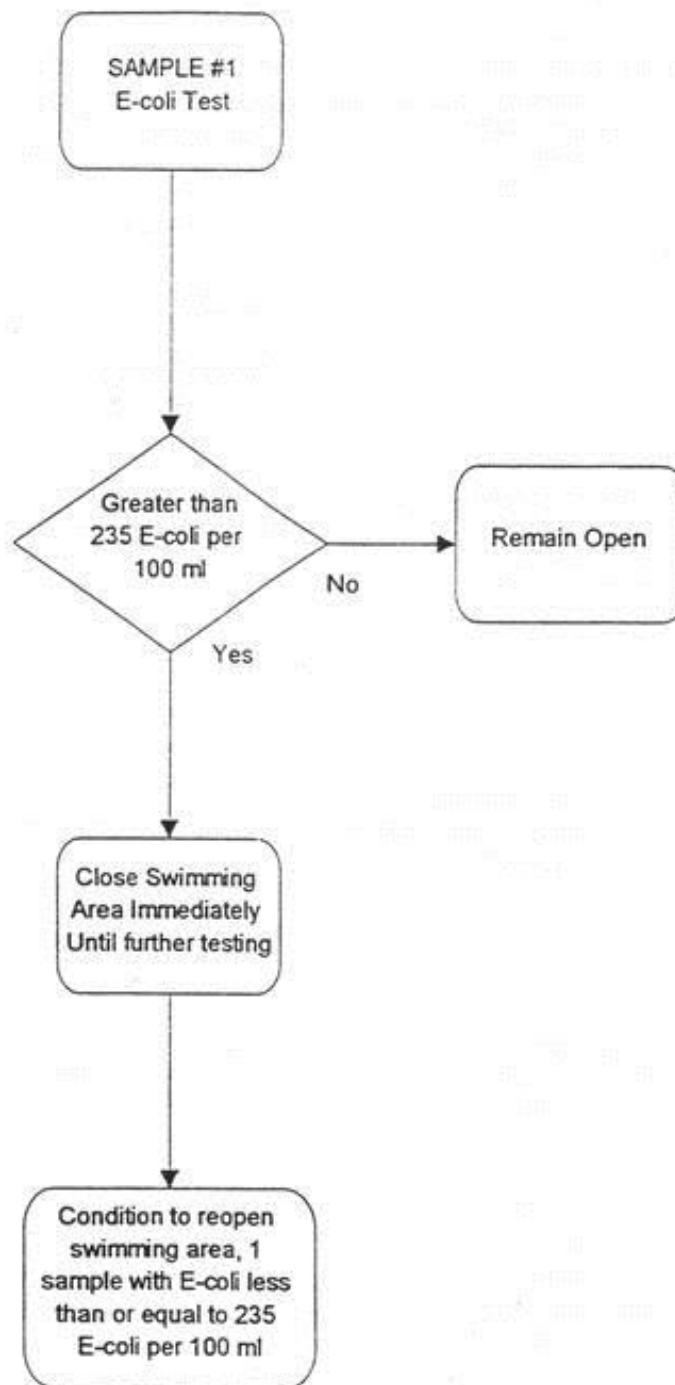 SAMPLE #1
E-coli Test
Greater than
235 E-coli per
100 ml
No
Remain Open
Yes
Close Swimming
Area Immediately
Until further testing
Condition to reopen
swimming area, 1
sample with E-coli less
than or equal to 235
E-coli per 100 ml